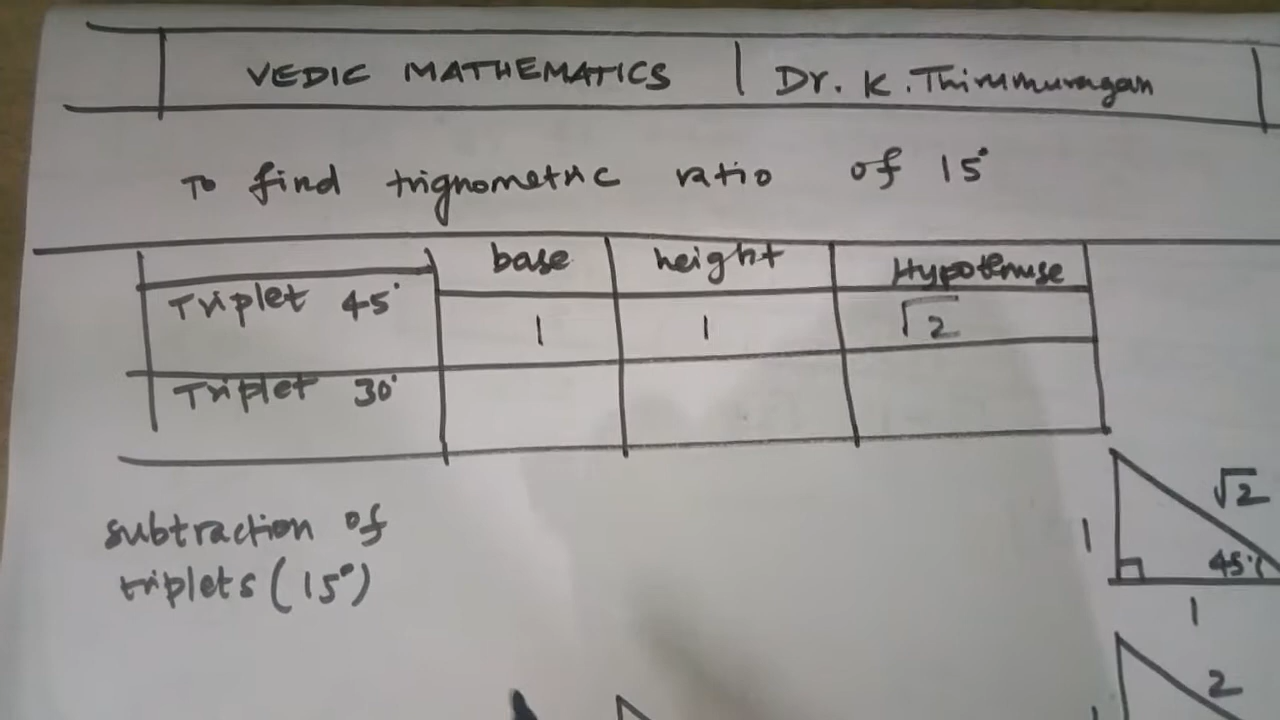 VEDIC MATHEMATICS Dr. K. Thirumurugan
To find trignometric ratio of 15°
base height Hypotenuse
Triplet 45° 1 1 √2
Triplet 30°
subtraction of
triplets (15°)
√2
1 45°
1
2
1